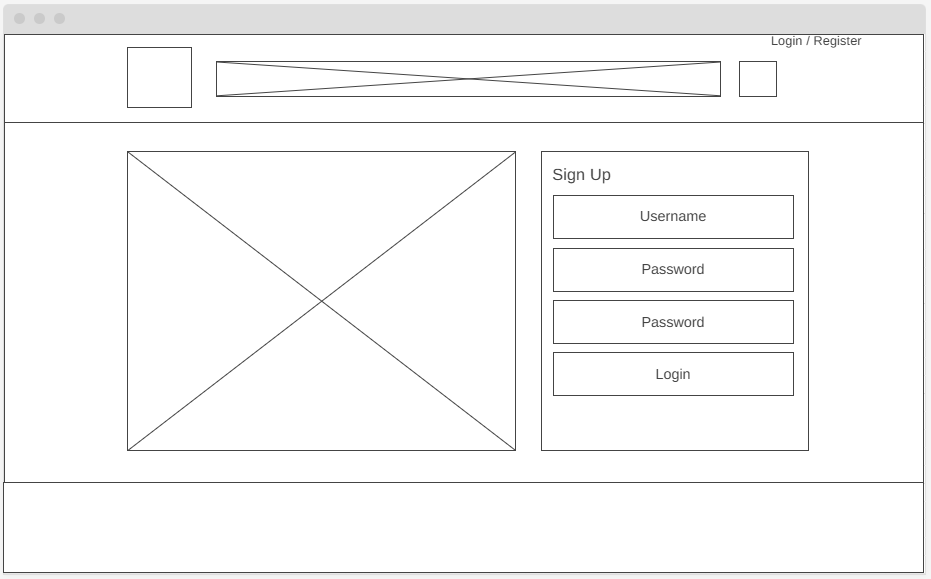 Login / Register
Sign Up
Username
Password
Password
Login